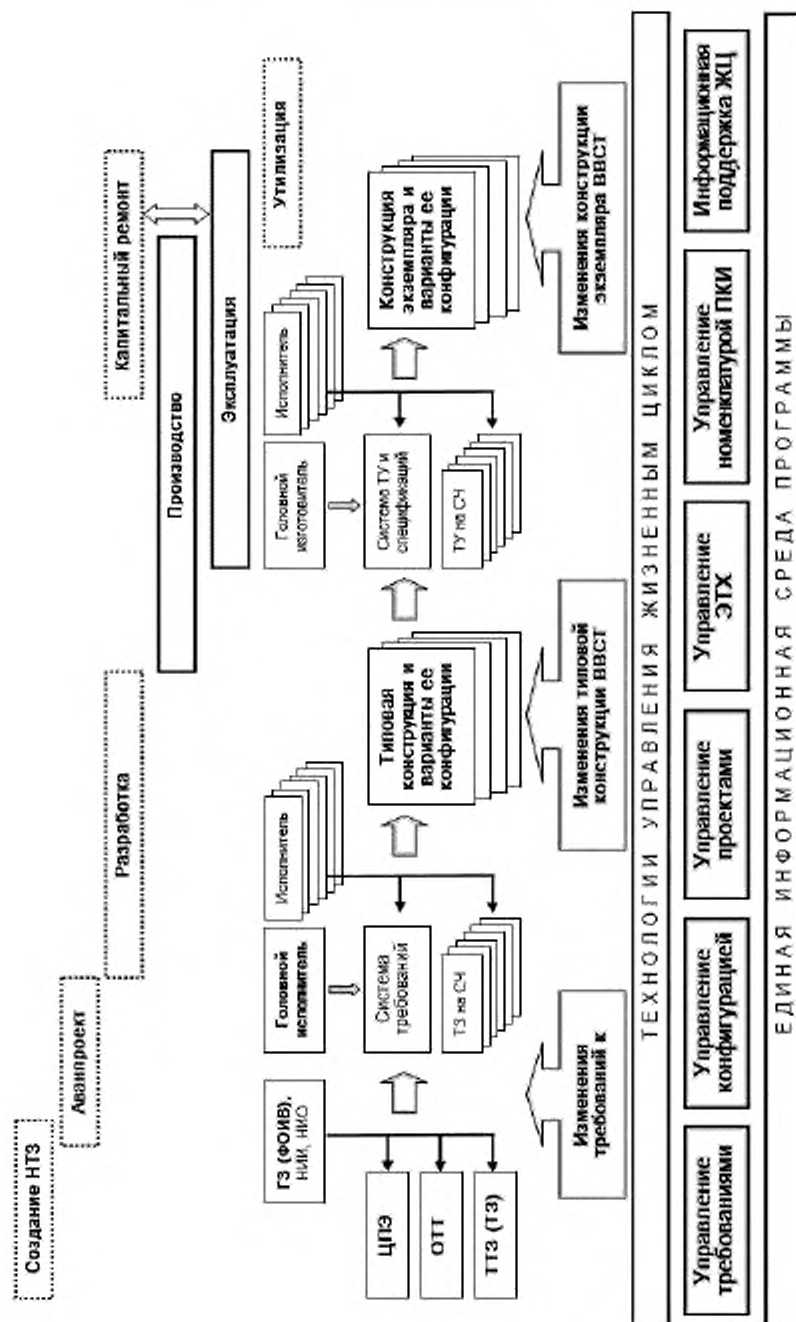 Создание НТЗ
Аванпроект
Разработка
Производство
Капитальный ремонт
Эксплуатация
Утилизация
ГЗ (ФОИВ),
НИИ, НИО
Головной
исполнитель
Исполнитель
Головной
изготовитель
Исполнитель
ЦПЭ
ОТТ
ТТЗ (ТЗ)
Система
требований
ТЗ на СЧ
Типовая
конструкция и
варианты ее
конфигурации
Система ТУ и
спецификаций
ТУ на СЧ
Конструкция
экземпляра и
варианты ее
конфигурации
Изменения
требований к
Изменения типовой
конструкции ВВСТ
Изменения конструкции
экземпляра ВВСТ
ТЕХНОЛОГИИ УПРАВЛЕНИЯ ЖИЗНЕННЫМ ЦИКЛОМ
Управление
требованиями
Управление
конфигурацией
Управление
проектами
Управление
ЭТХ
Управление
номенклатурой ПКИ
Информационная
поддержка ЖЦ
ЕДИНАЯ ИНФОРМАЦИОННАЯ СРЕДА ПРОГРАММЫ